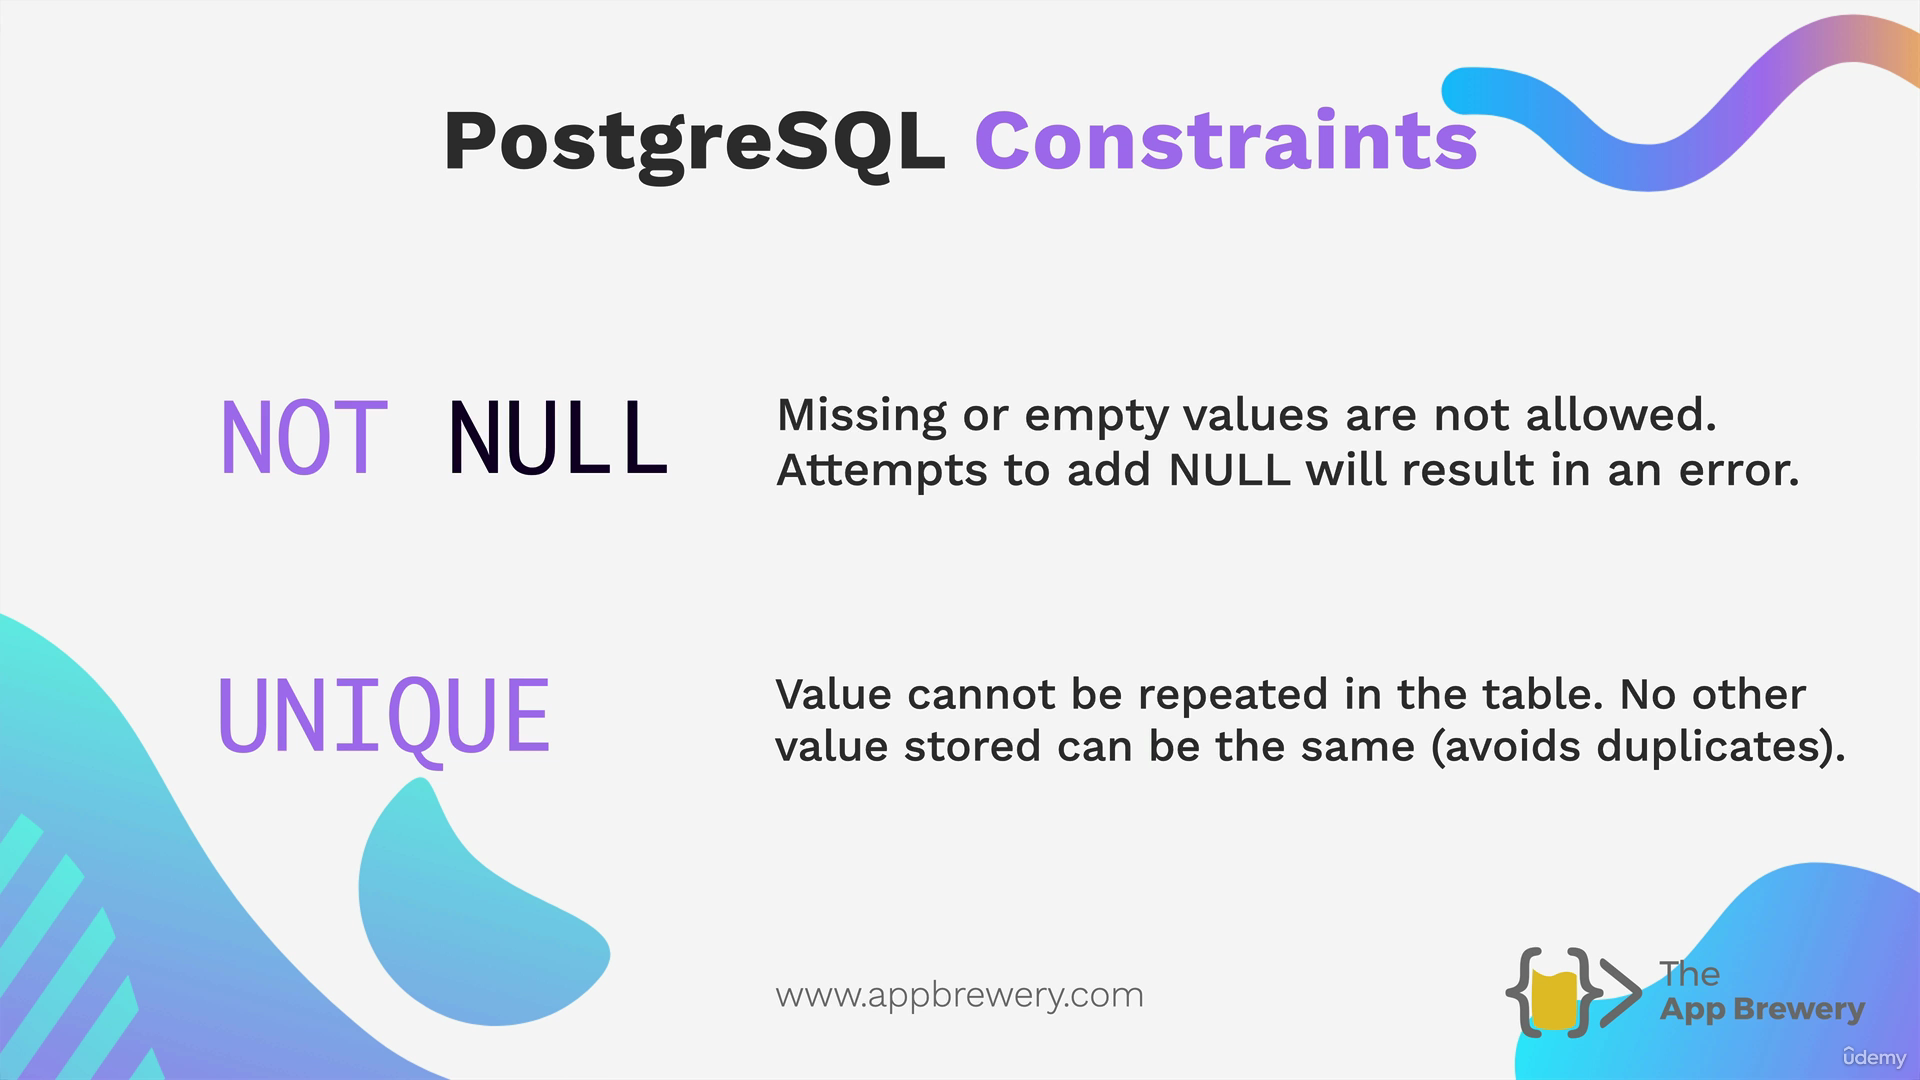 PostgreSQL Constraints
NOT NULL
Missing or empty values are not allowed.
Attempts to add NULL will result in an error.
UNIQUE
Value cannot be repeated in the table. No other
value stored can be the same (avoids duplicates).
www.appbrewery.com
The
App Brewery
ûdemy